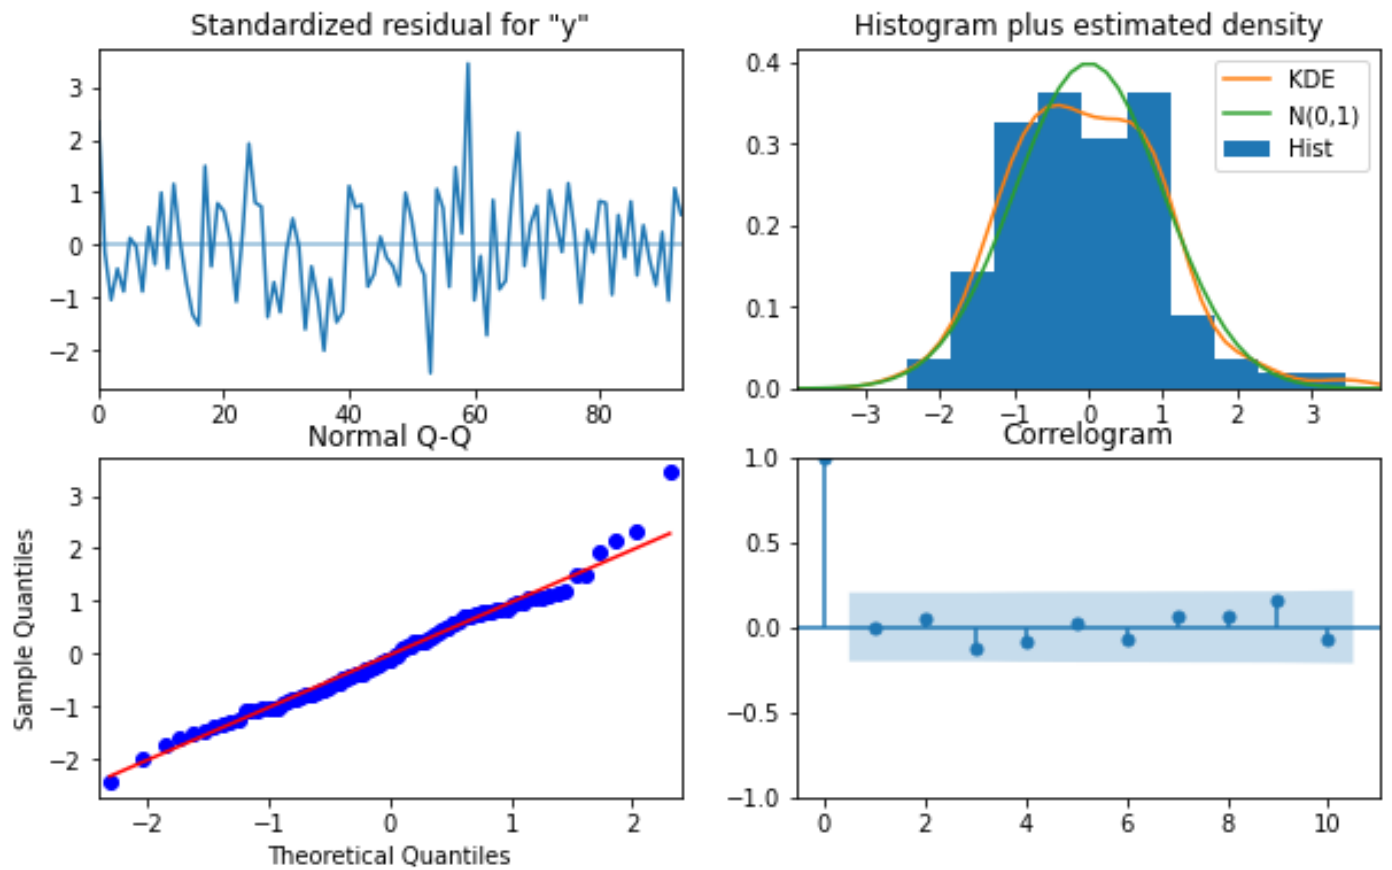 Standardized residual for "y"
3
2
1
0
−1
−2
0 20 40 60 80
Histogram plus estimated density
0.4
0.3
0.2
0.1
0.0
−3 −2 −1 0 1 2 3
KDE
N(0,1)
Hist
Normal Q-Q
Sample Quantiles
3
2
1
0
−1
−2
−2 −1 0 1 2
Theoretical Quantiles
Correlogram
1.0
0.5
0.0
−0.5
−1.0
0 2 4 6 8 10